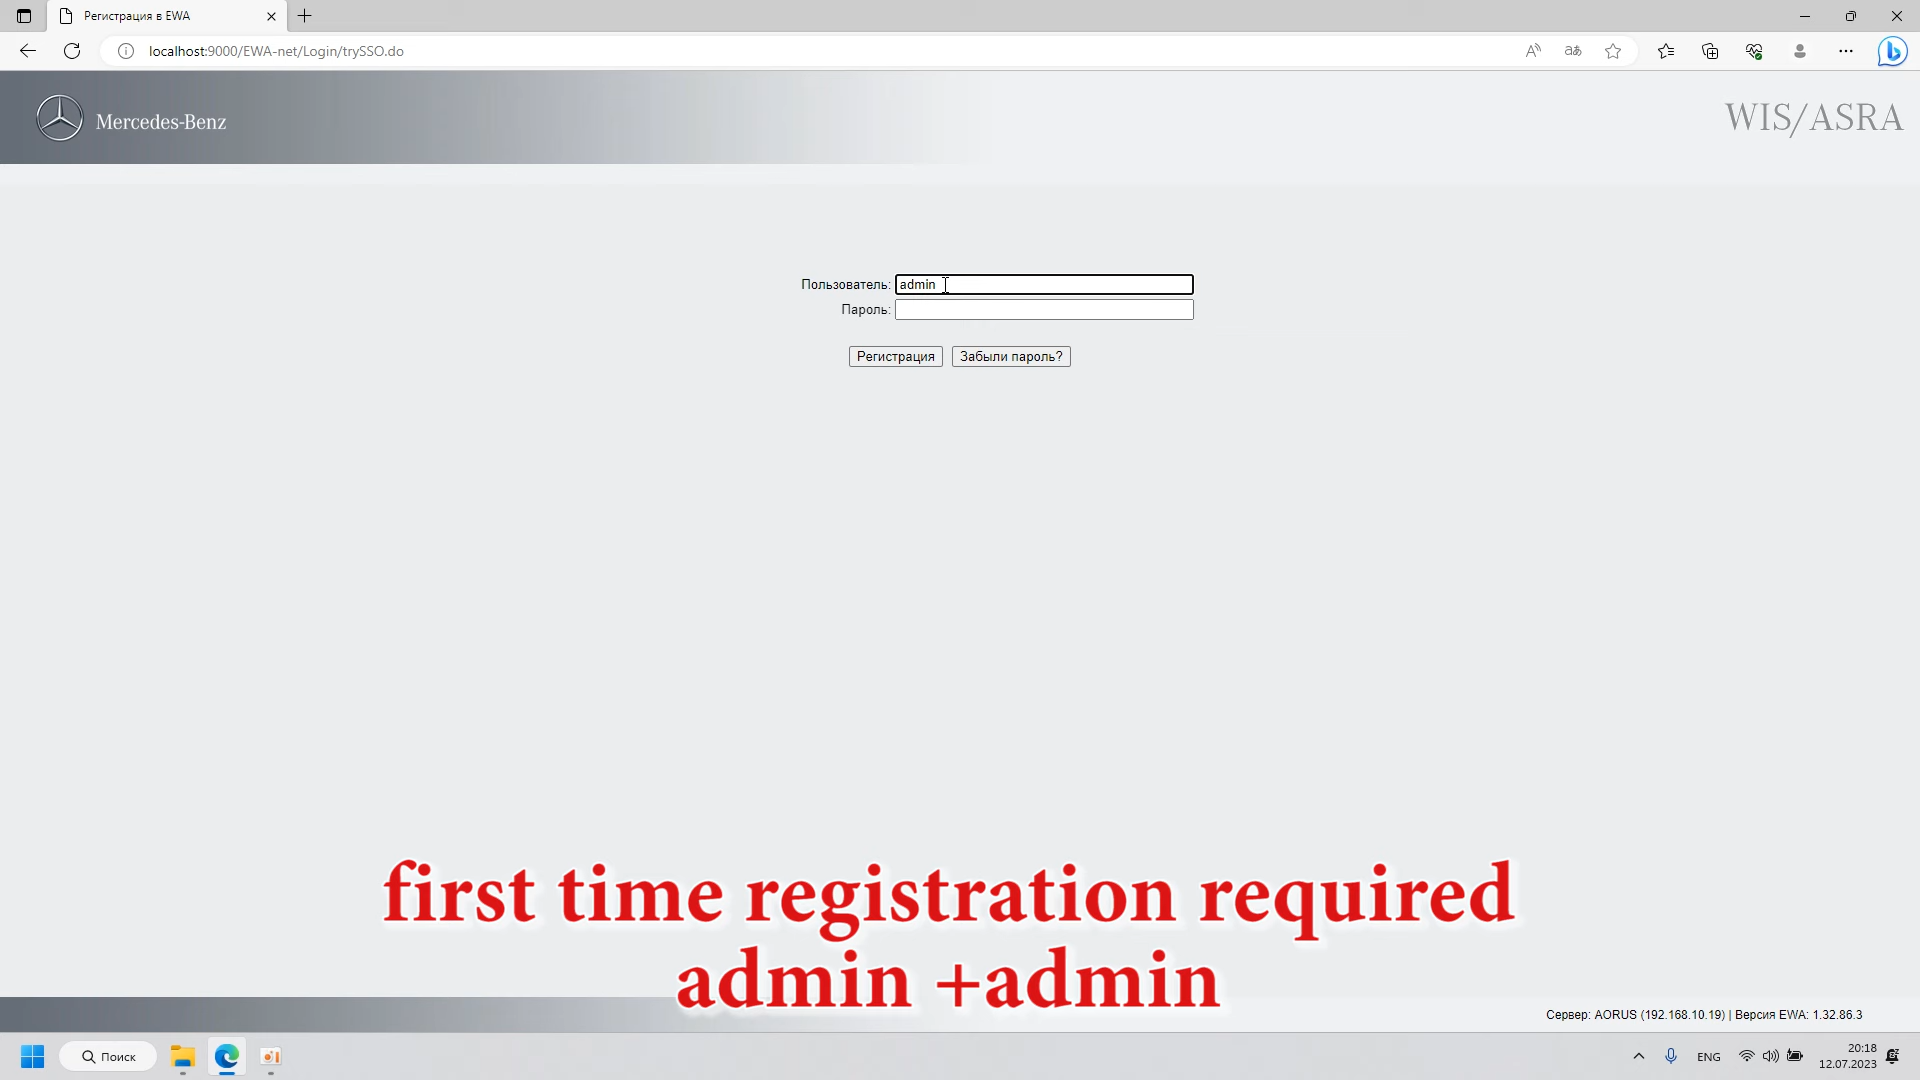 Регистрация в EWA
localhost:9000/EWA-net/Login/trySSO.do
Mercedes-Benz
WIS/ASRA
Пользователь: admin
Пароль:
Регистрация Забыли пароль?
first time registration required
admin +admin
Сервер: AORUS (192.168.10.19) | Версия EWA: 1.32.86.3
Поиск
ENG
20:18
12.07.2023